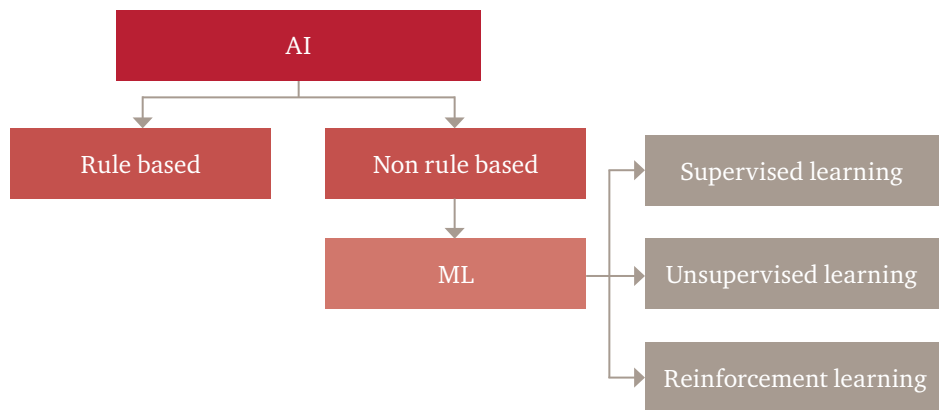 AI
Rule based
Non rule based
ML
Supervised learning
Unsupervised learning
Reinforcement learning